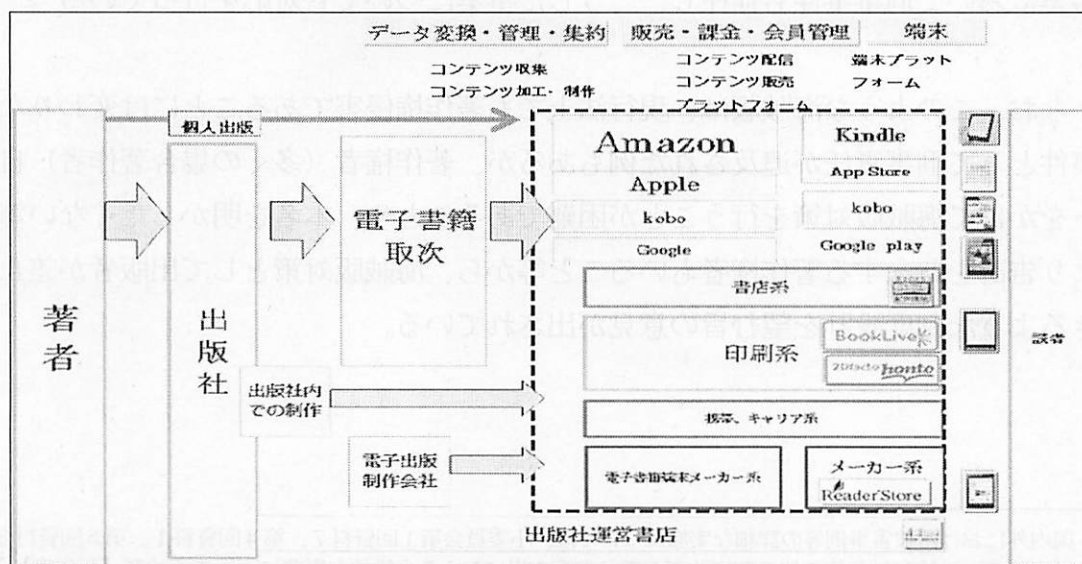 データ変換・管理・集約
販売・課金・会員管理
端末
コンテンツ収集
コンテンツ加工・制作
コンテンツ配信
コンテンツ販売
プラットフォーム
端末プラット
フォーム
個人出版
著者
出版社
電子書籍
取次
出版社内
での制作
電子出版
制作会社
Amazon
Apple
kobo
Google
Kindle
App Store
kobo
Google play
書店系
印刷系
BookLive
2Dfacto honto
携帯、キャリア系
電子書籍端末メーカー系
メーカー系
Reader Store
出版社運営書店
読者